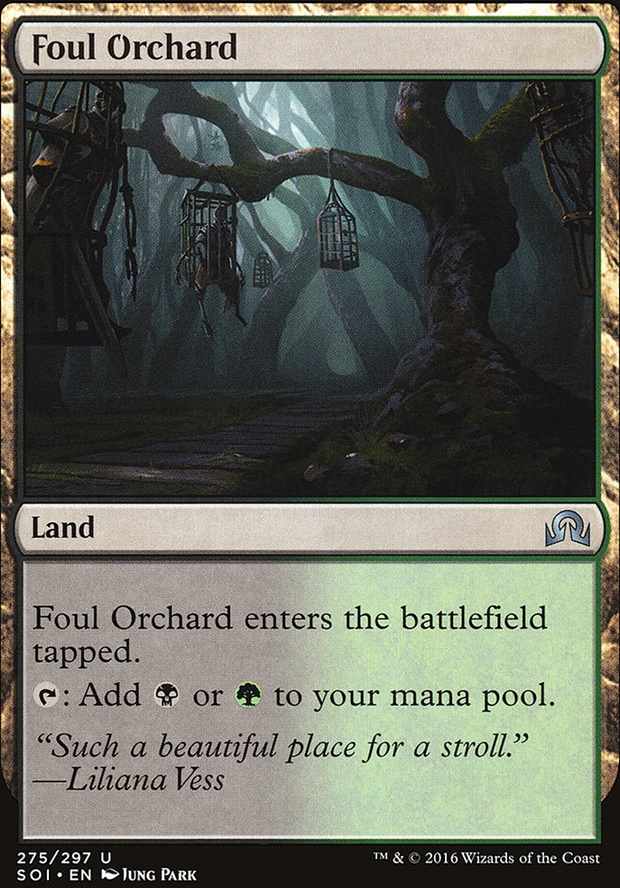 Foul Orchard
Land
Foul Orchard enters the battlefield
tapped.
: Add or to your mana pool.
“Such a beautiful place for a stroll.”
—Liliana Vess
275/297 U
SOI • EN Jung Park
™ & © 2016 Wizards of the Coast